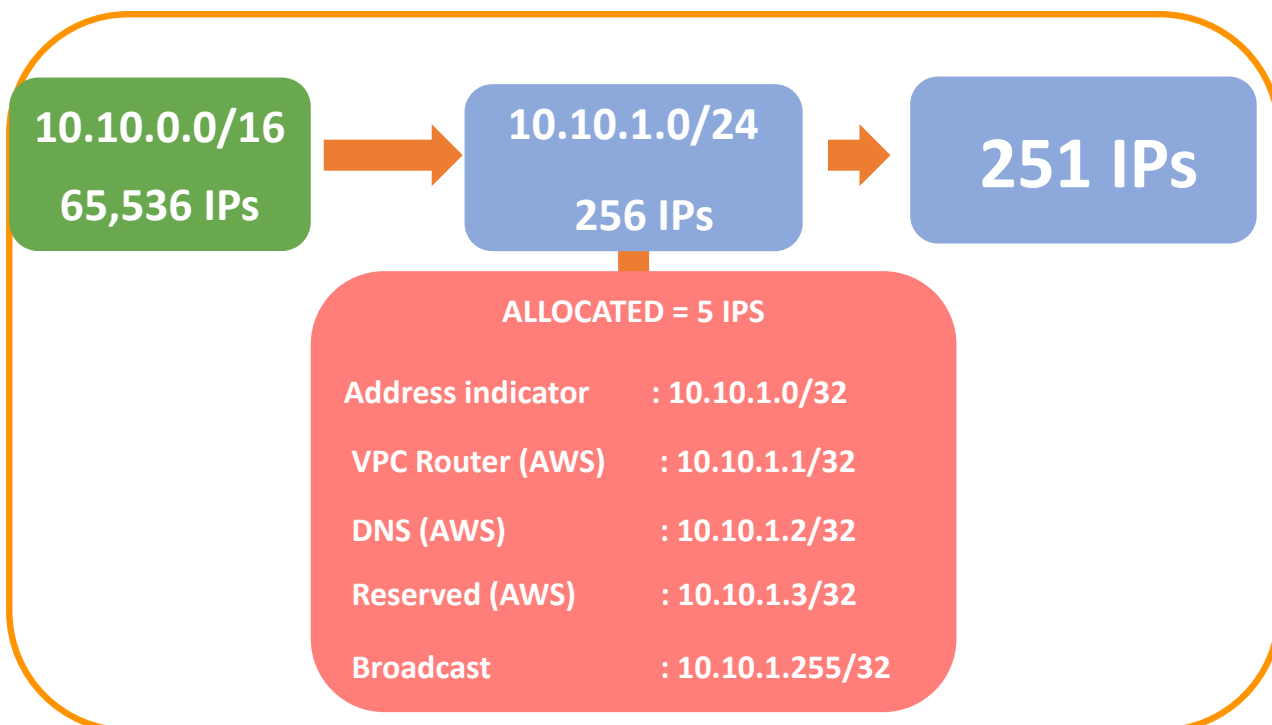 10.10.0.0/16
65,536 IPs
10.10.1.0/24
256 IPs
251 IPs
ALLOCATED = 5 IPS
Address indicator : 10.10.1.0/32
VPC Router (AWS) : 10.10.1.1/32
DNS (AWS) : 10.10.1.2/32
Reserved (AWS) : 10.10.1.3/32
Broadcast : 10.10.1.255/32